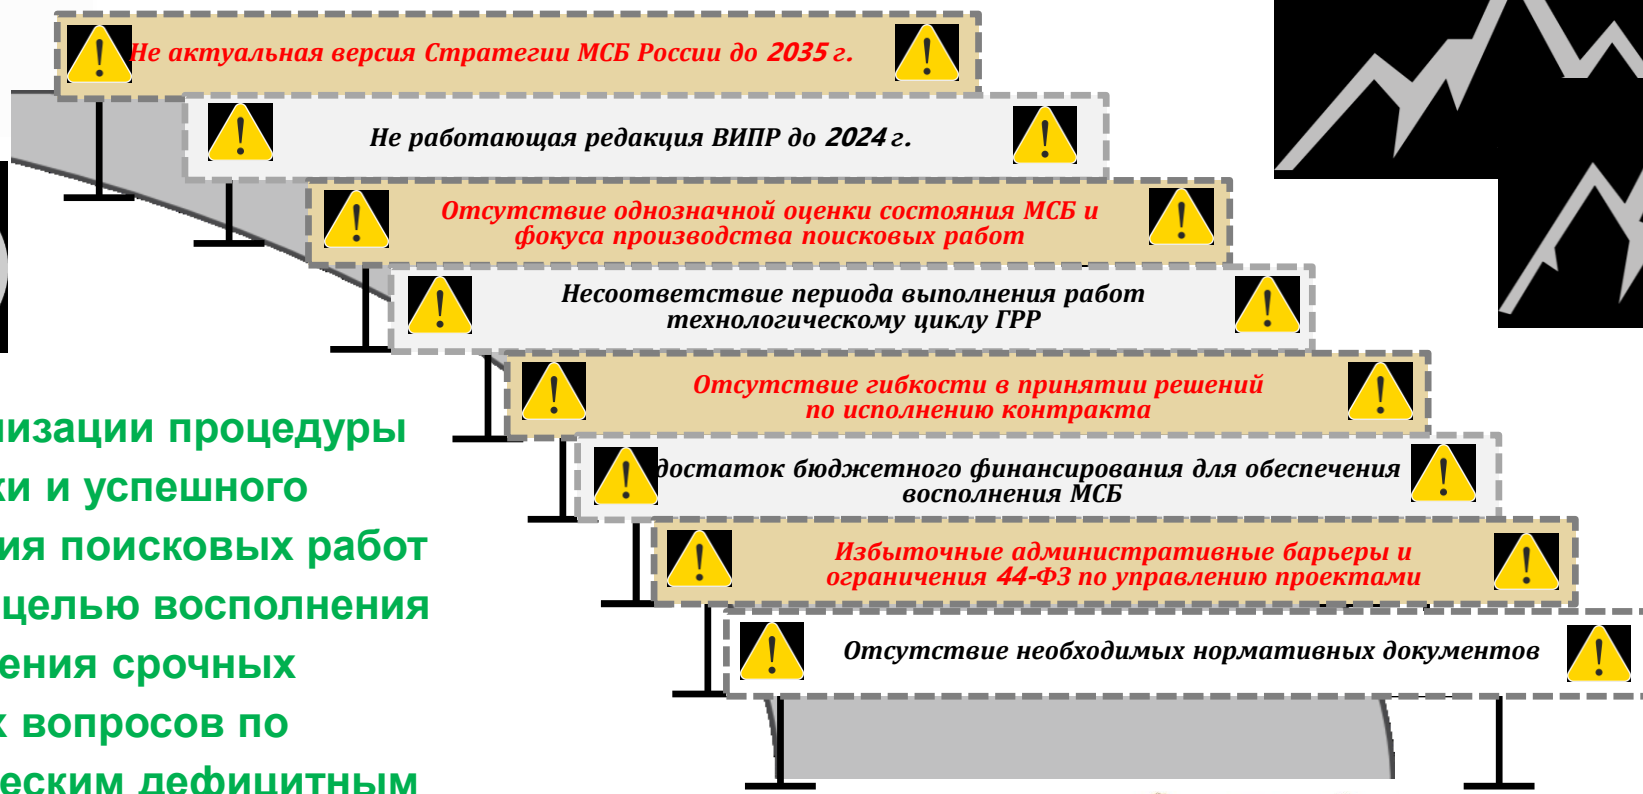 Не актуальная версия Стратегии МСБ России до 2035 г.
Не работающая редакция ВИПР до 2024 г.
Отсутствие однозначной оценки состояния МСБ и
фокуса производства поисковых работ
Несоответствие периода выполнения работ
технологическому циклу ГРР
Отсутствие гибкости в принятии решений
по исполнению контракта
достаток бюджетного финансирования для обеспечения
восполнения МСБ
Избыточные административные барьеры и
ограничения 44-ФЗ по управлению проектами
Отсутствие необходимых нормативных документов
низации процедуры
ки и успешного
ния поисковых работ
целью восполнения
ения срочных
х вопросов по
еским дефицитным